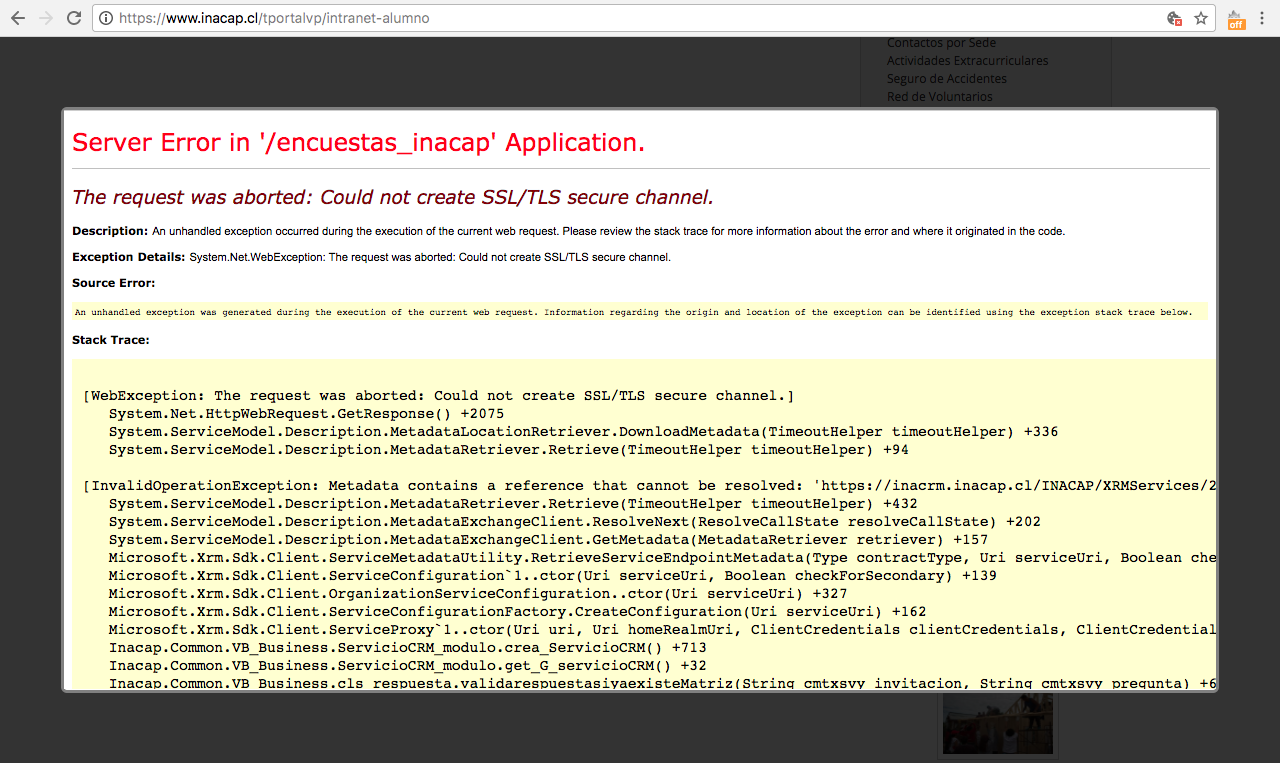 https://www.inacap.cl/tportalvp/intranet-alumno
off
Contactos por Sede
Actividades Extracurriculares
Seguro de Accidentes
Red de Voluntarios
Server Error in '/encuestas_inacap' Application.
The request was aborted: Could not create SSL/TLS secure channel.
Description: An unhandled exception occurred during the execution of the current web request. Please review the stack trace for more information about the error and where it originated in the code.
Exception Details: System.Net.WebException: The request was aborted: Could not create SSL/TLS secure channel.
Source Error:
An unhandled exception was generated during the execution of the current web request. Information regarding the origin and location of the exception can be identified using the exception stack trace below.
Stack Trace:
[WebException: The request was aborted: Could not create SSL/TLS secure channel.]
System.Net.HttpWebRequest.GetResponse() +2075
System.ServiceModel.Description.MetadataLocationRetriever.DownloadMetadata(TimeoutHelper timeoutHelper) +336
System.ServiceModel.Description.MetadataRetriever.Retrieve(TimeoutHelper timeoutHelper) +94
[InvalidOperationException: Metadata contains a reference that cannot be resolved: 'https://inacrm.inacap.cl/INACAP/XRMServices/2
System.ServiceModel.Description.MetadataRetriever.Retrieve(TimeoutHelper timeoutHelper) +432
System.ServiceModel.Description.MetadataExchangeClient.ResolveNext(ResolveCallState resolveCallState) +202
System.ServiceModel.Description.MetadataExchangeClient.GetMetadata(MetadataRetriever retriever) +157
Microsoft.Xrm.Sdk.Client.ServiceMetadataUtility.RetrieveServiceEndpointMetadata(Type contractType, Uri serviceUri, Boolean che
Microsoft.Xrm.Sdk.Client.ServiceConfiguration`1..ctor(Uri serviceUri, Boolean checkForSecondary) +139
Microsoft.Xrm.Sdk.Client.OrganizationServiceConfiguration..ctor(Uri serviceUri) +327
Microsoft.Xrm.Sdk.Client.ServiceConfigurationFactory.CreateConfiguration(Uri serviceUri) +162
Microsoft.Xrm.Sdk.Client.ServiceProxy`1..ctor(Uri uri, Uri homeRealmUri, ClientCredentials clientCredentials, ClientCredential
Inacap.Common.VB_Business.ServicioCRM_modulo.crea_ServicioCRM() +713
Inacap.Common.VB_Business.ServicioCRM_modulo.get_G_servicioCRM() +32
Inacap.Common.VB_Business.cls_respuesta.validarespuestasiyaexisteMatriz(String cmtxsvy_invitacion, String cmtxsvy_pregunta) +6